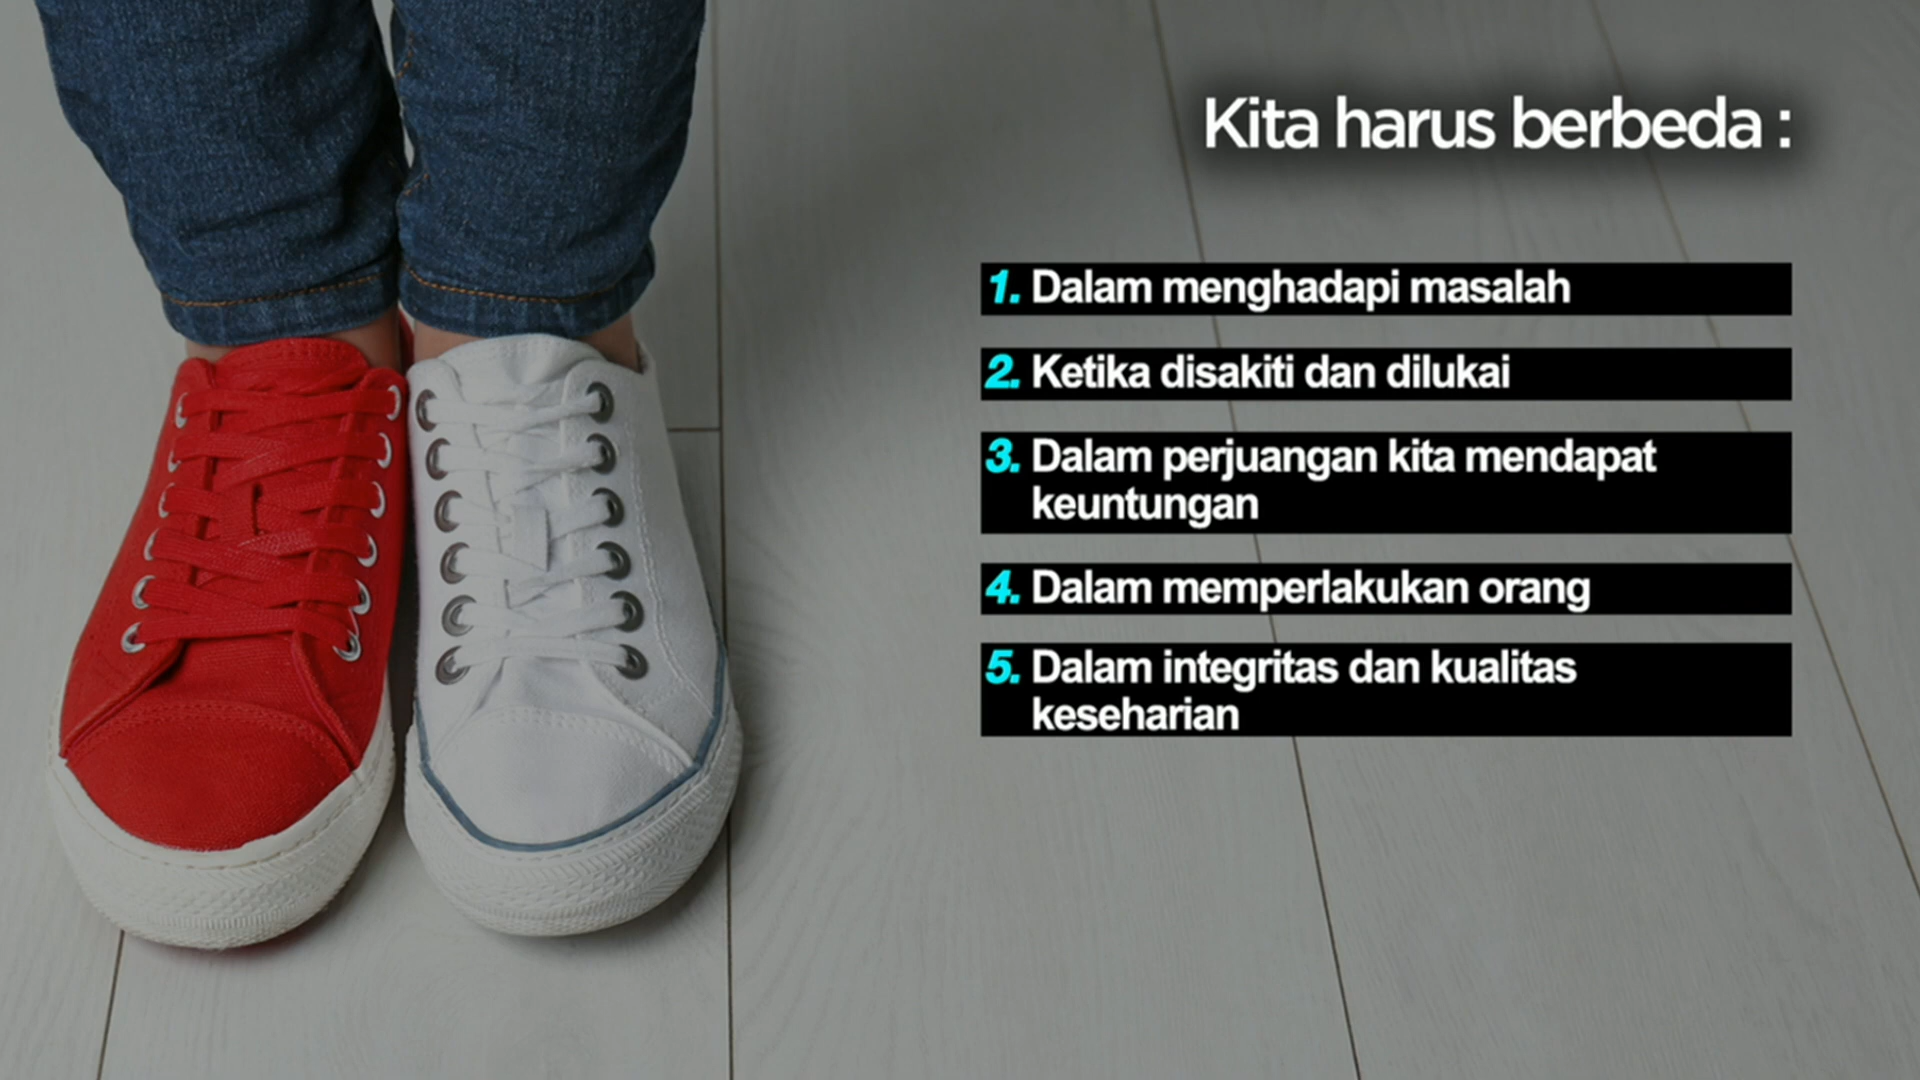 Kita harus berbeda :
1. Dalam menghadapi masalah
2. Ketika disakiti dan dilukai
3. Dalam perjuangan kita mendapat
keuntungan
4. Dalam memperlakukan orang
5. Dalam integritas dan kualitas
keseharian